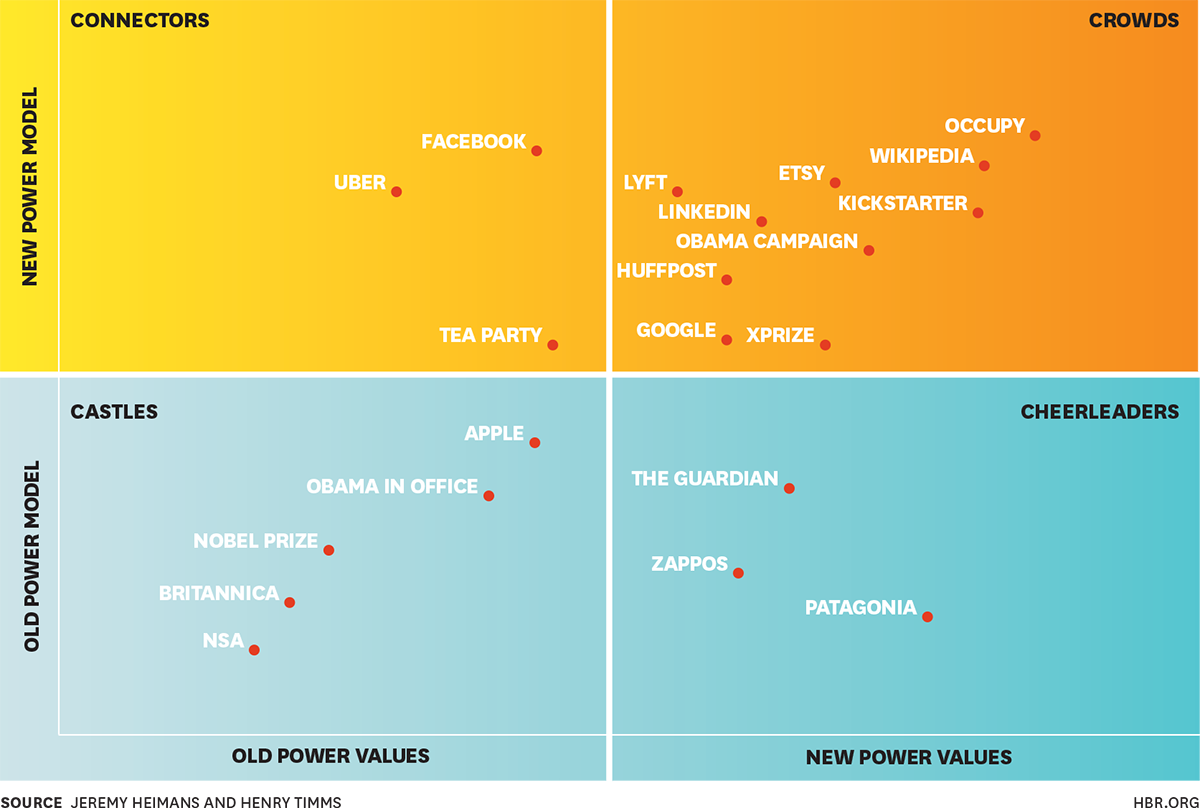 CONNECTORS
CROWDS
NEW POWER MODEL
OCCUPY
FACEBOOK
WIKIPEDIA
ETSY
UBER
LYFT
KICKSTARTER
LINKEDIN
OBAMA CAMPAIGN
HUFFPOST
GOOGLE
XPRIZE
TEA PARTY
CASTLES
CHEERLEADERS
OLD POWER MODEL
APPLE
THE GUARDIAN
OBAMA IN OFFICE
NOBEL PRIZE
ZAPPOS
BRITANNICA
PATAGONIA
NSA
OLD POWER VALUES
NEW POWER VALUES
SOURCE JEREMY HEIMANS AND HENRY TIMMS
HBR.ORG